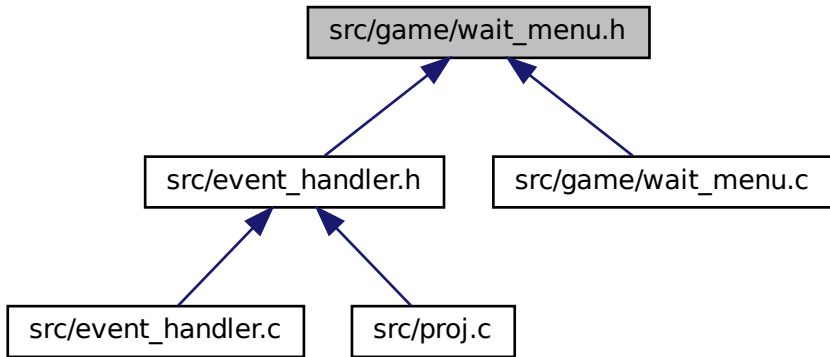 src/game/wait_menu.h
src/event_handler.h
src/game/wait_menu.c
src/event_handler.c
src/proj.c